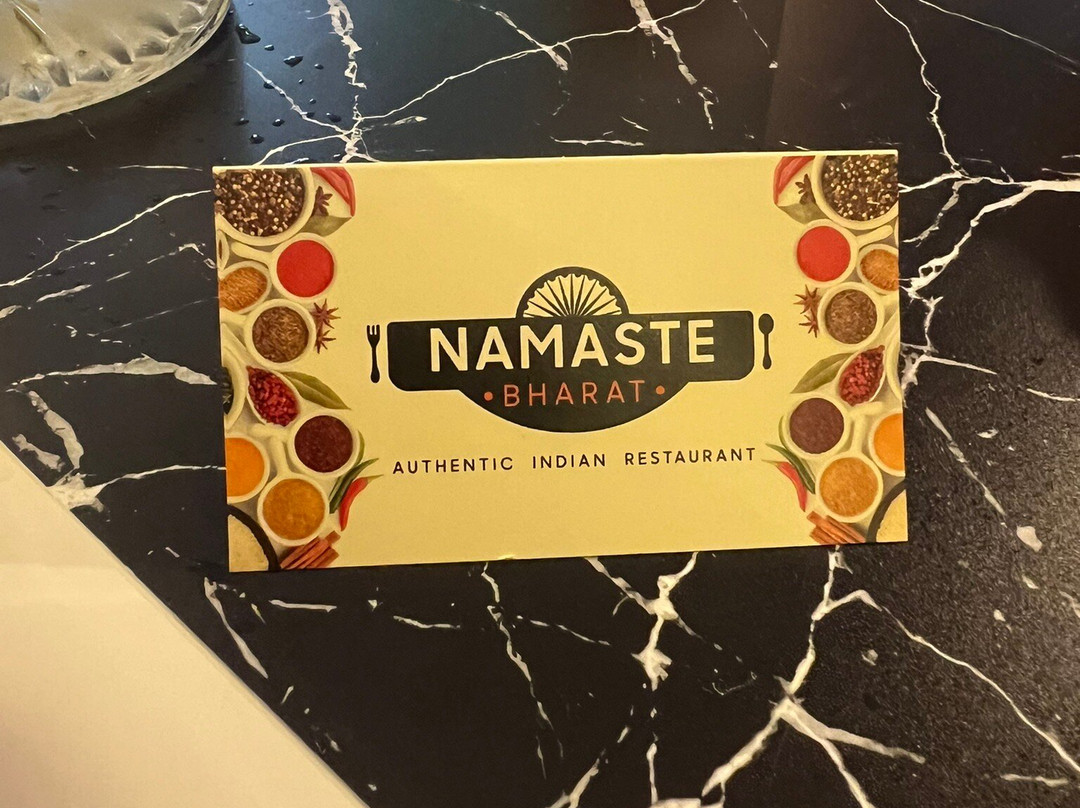 NAMASTE
• BHARAT •
AUTHENTIC INDIAN RESTAURANT